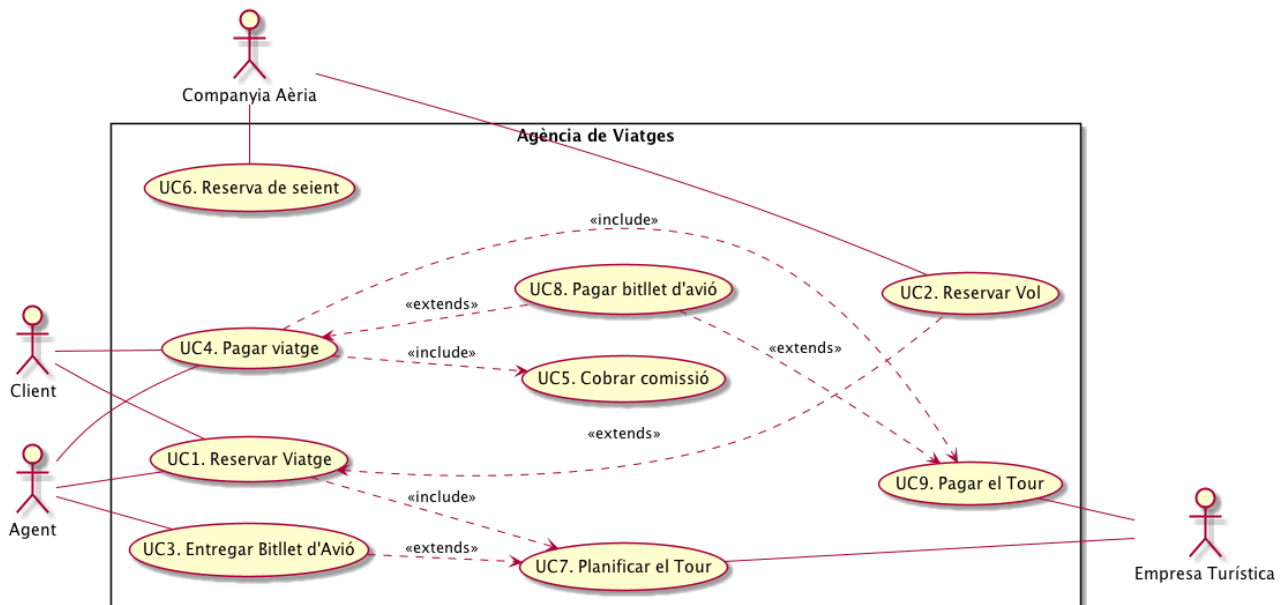 Companyia Aèria
Agència de Viatges
UC6. Reserva de seient
«include»
UC8. Pagar bitllet d'avió
UC2. Reservar Vol
«extends»
UC4. Pagar viatge
«extends»
«include»
UC5. Cobrar comissió
Client
«extends»
UC1. Reservar Viatge
UC9. Pagar el Tour
«include»
Agent
UC3. Entregar Bitllet d'Avió
«extends»
UC7. Planificar el Tour
Empresa Turística